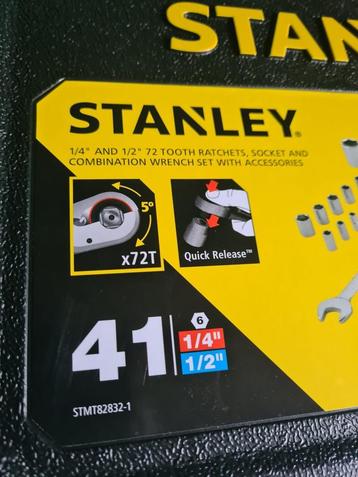 STAN
STANLEY®
1/4" AND 1/2" 72 TOOTH RATCHETS, SOCKET AND
COMBINATION WRENCH SET WITH ACCESSORIES
5°
x72T
Quick Release™
41
6
1/4"
1/2"
STMT82832-1